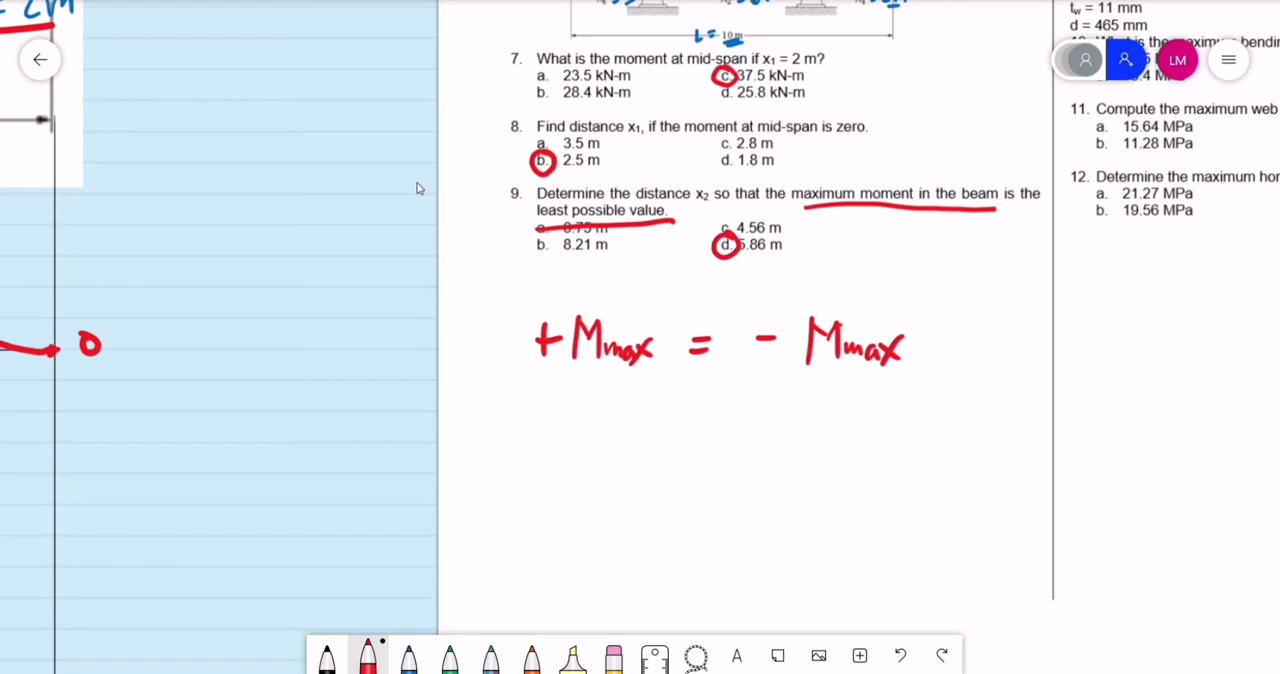 = 2m
L = 10 m
7. What is the moment at mid-span if x₁ = 2 m?
a. 23.5 kN-m c. 37.5 kN-m
b. 28.4 kN-m d. 25.8 kN-m
8. Find distance x₁, if the moment at mid-span is zero.
a. 3.5 m c. 2.8 m
b. 2.5 m d. 1.8 m
9. Determine the distance x₂ so that the maximum moment in the beam is the
least possible value.
a. c. 4.56 m
b. 8.21 m d. 5.86 m
0
+Mmax = - Mmax
tw = 11 mm
d = 465 mm
LM
11. Compute the maximum web
a. 15.64 MPa
b. 11.28 MPa
12. Determine the maximum hor
a. 21.27 MPa
b. 19.56 MPa
A